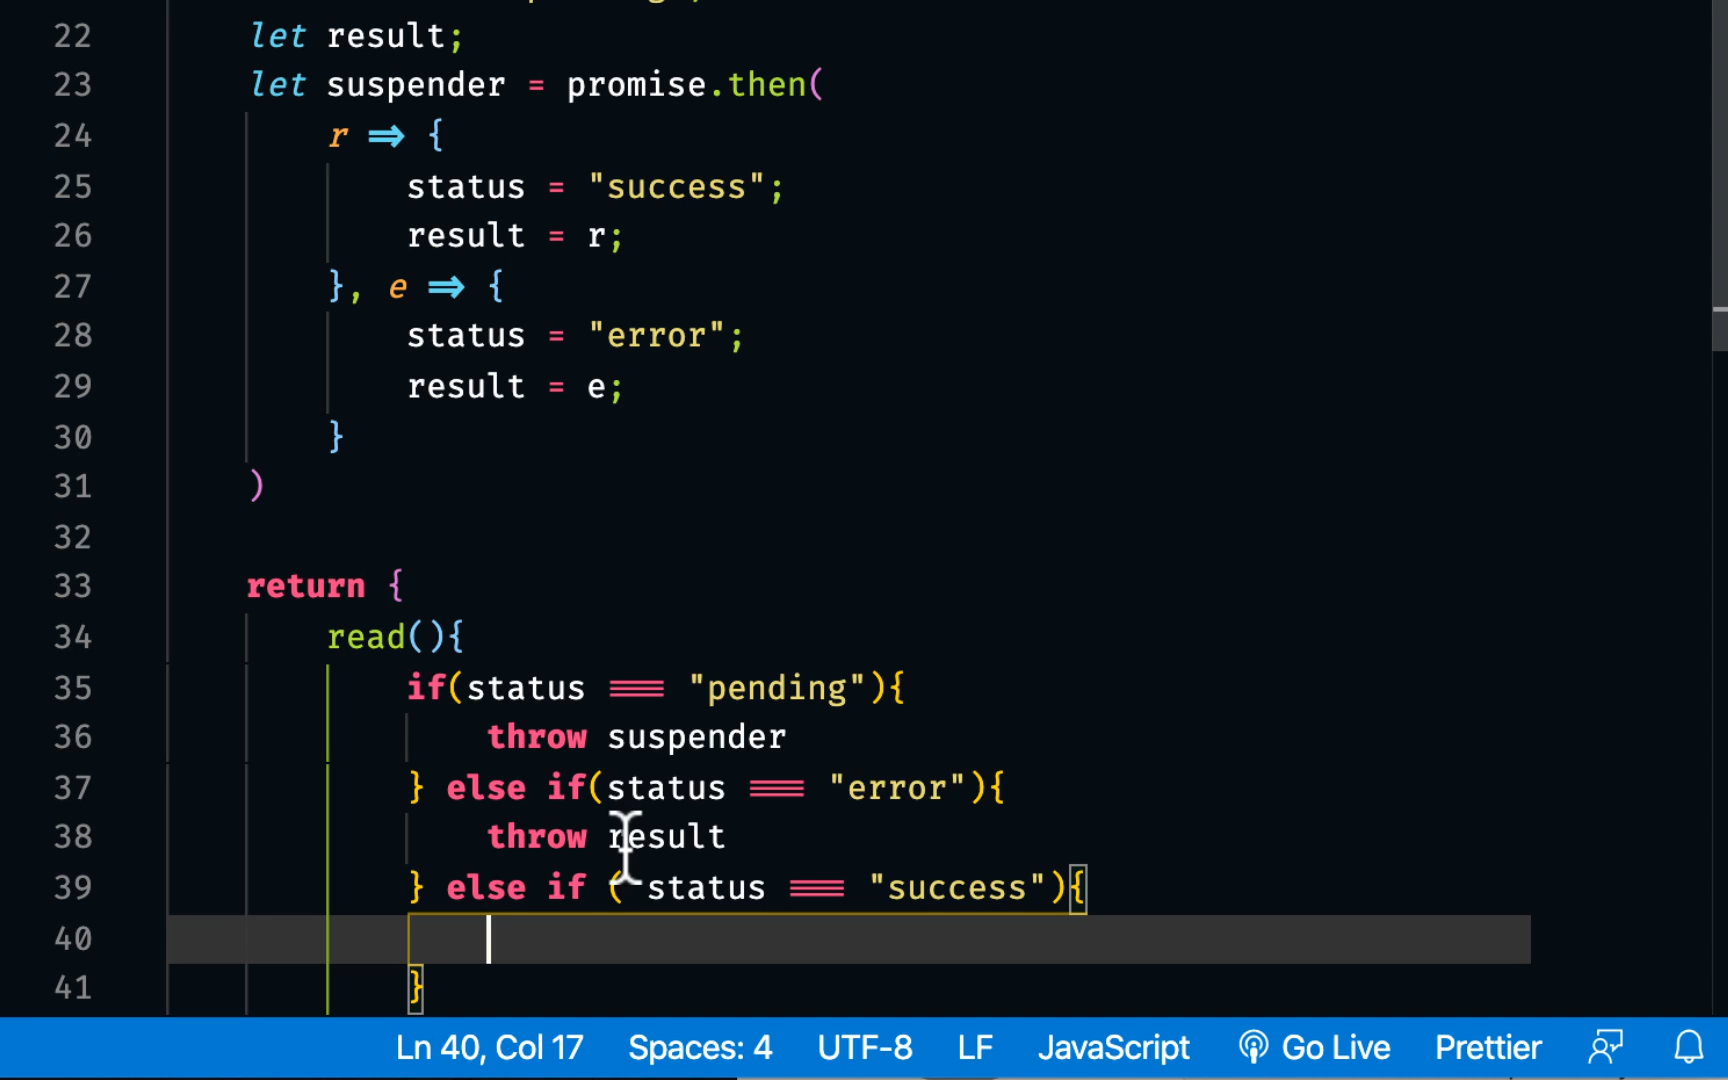 22 let result;
23 let suspender = promise.then(
24 r => {
25 status = "success";
26 result = r;
27 }, e => {
28 status = "error";
29 result = e;
30 }
31 )
32
33 return {
34 read(){
35 if(status === "pending"){
36 throw suspender
37 } else if(status === "error"){
38 throw result
39 } else if ( status === "success"){
40
41 }
Ln 40, Col 17 Spaces: 4 UTF-8 LF JavaScript Go Live Prettier